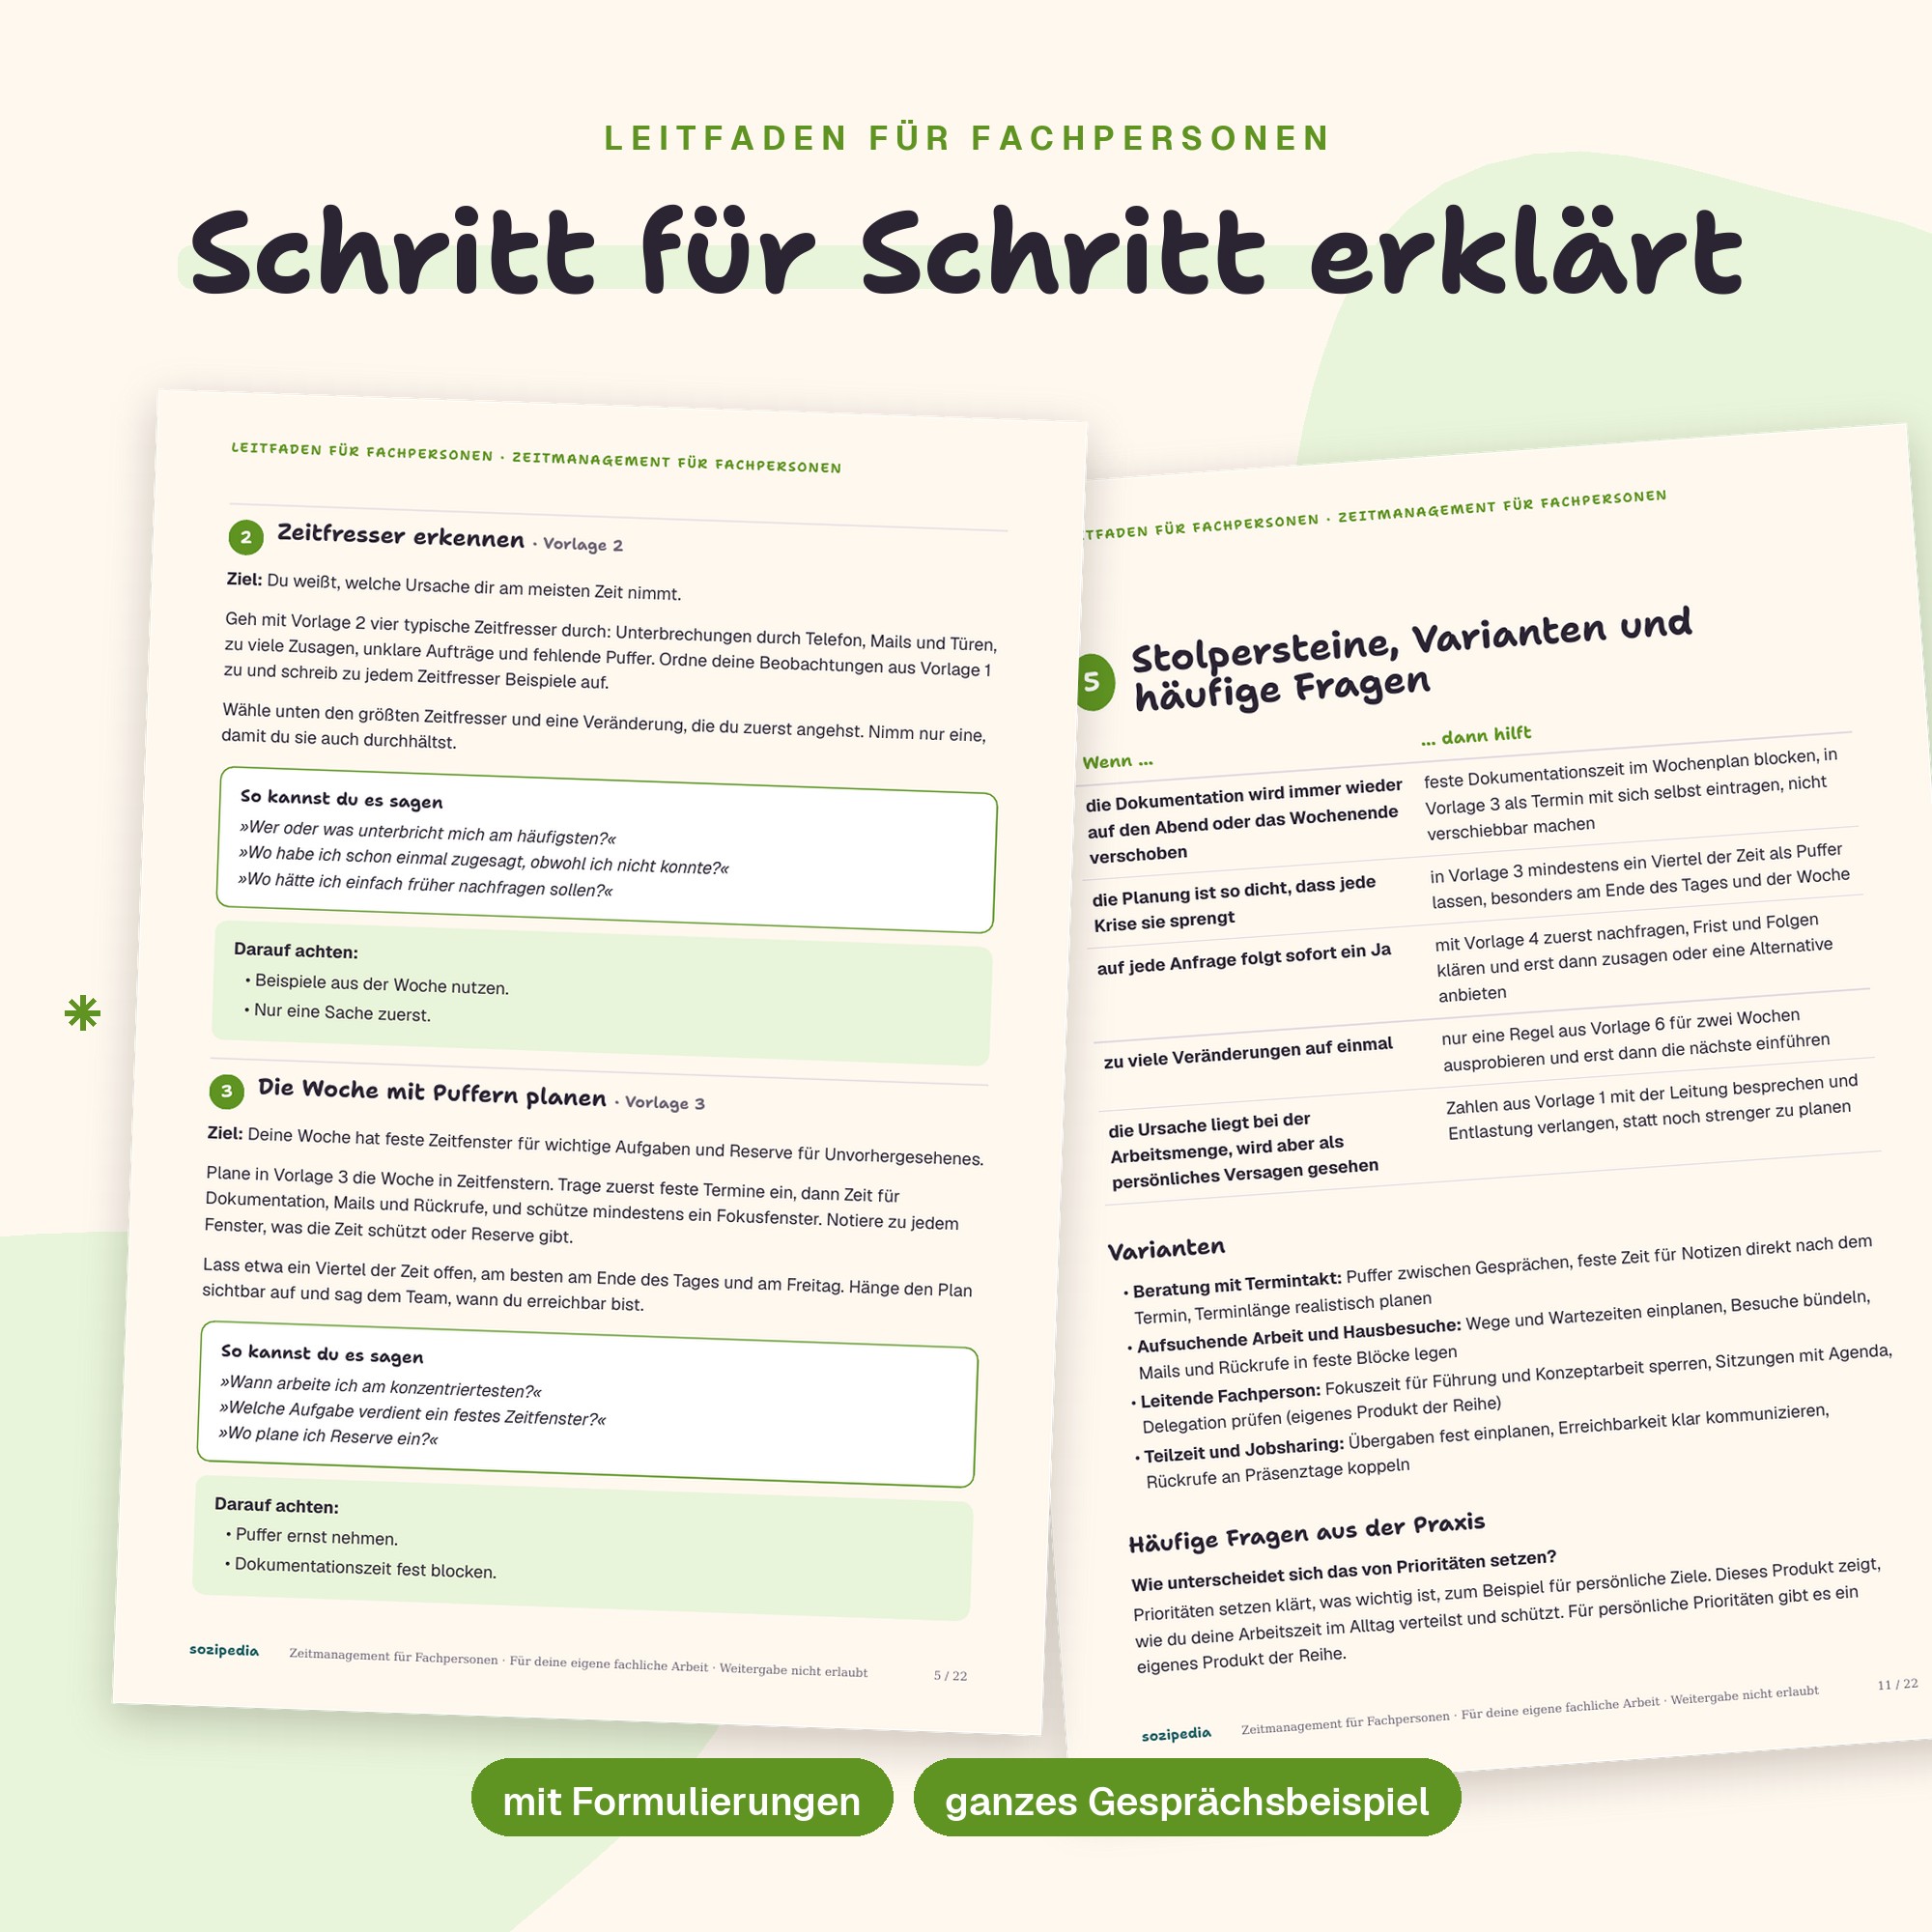 LEITFADEN FÜR FACHPERSONEN
Schritt für Schritt erklärt
LEITFADEN FÜR FACHPERSONEN · ZEITMANAGEMENT FÜR FACHPERSONEN
2 Zeitfresser erkennen · Vorlage 2
Ziel: Du weißt, welche Ursache dir am meisten Zeit nimmt.
Geh mit Vorlage 2 vier typische Zeitfresser durch: Unterbrechungen durch Telefon, Mails und Türen,
zu viele Zusagen, unklare Aufträge und fehlende Puffer. Ordne deine Beobachtungen aus Vorlage 1
zu und schreib zu jedem Zeitfresser Beispiele auf.
Wähle unten den größten Zeitfresser und eine Veränderung, die du zuerst angehst. Nimm nur eine,
damit du sie auch durchhältst.
So kannst du es sagen
»Wer oder was unterbricht mich am häufigsten?«
»Wo habe ich schon einmal zugesagt, obwohl ich nicht konnte?«
»Wo hätte ich einfach früher nachfragen sollen?«
Darauf achten:
• Beispiele aus der Woche nutzen.
• Nur eine Sache zuerst.
3 Die Woche mit Puffern planen · Vorlage 3
Ziel: Deine Woche hat feste Zeitfenster für wichtige Aufgaben und Reserve für Unvorhergesehenes.
Plane in Vorlage 3 die Woche in Zeitfenstern. Trage zuerst feste Termine ein, dann Zeit für
Dokumentation, Mails und Rückrufe, und schütze mindestens ein Fokusfenster. Notiere zu jedem
Fenster, was die Zeit schützt oder Reserve gibt.
Lass etwa ein Viertel der Zeit offen, am besten am Ende des Tages und am Freitag. Hänge den Plan
sichtbar auf und sag dem Team, wann du erreichbar bist.
So kannst du es sagen
»Wann arbeite ich am konzentriertesten?«
»Welche Aufgabe verdient ein festes Zeitfenster?«
»Wo plane ich Reserve ein?«
Darauf achten:
• Puffer ernst nehmen.
• Dokumentationszeit fest blocken.
sozipedia Zeitmanagement für Fachpersonen · Für deine eigene fachliche Arbeit · Weitergabe nicht erlaubt 5 / 22
TFADEN FÜR FACHPERSONEN · ZEITMANAGEMENT FÜR FACHPERSONEN
5 Stolpersteine, Varianten und
häufige Fragen
Wenn ... ... dann hilft
die Dokumentation wird immer wieder
auf den Abend oder das Wochenende
verschoben
feste Dokumentationszeit im Wochenplan blocken, in
Vorlage 3 als Termin mit sich selbst eintragen, nicht
verschiebbar machen
die Planung ist so dicht, dass jede
Krise sie sprengt
in Vorlage 3 mindestens ein Viertel der Zeit als Puffer
lassen, besonders am Ende des Tages und der Woche
auf jede Anfrage folgt sofort ein Ja
mit Vorlage 4 zuerst nachfragen, Frist und Folgen
klären und erst dann zusagen oder eine Alternative
anbieten
zu viele Veränderungen auf einmal
nur eine Regel aus Vorlage 6 für zwei Wochen
ausprobieren und erst dann die nächste einführen
die Ursache liegt bei der
Arbeitsmenge, wird aber als
persönliches Versagen gesehen
Zahlen aus Vorlage 1 mit der Leitung besprechen und
Entlastung verlangen, statt noch strenger zu planen
Varianten
• Beratung mit Termintakt: Puffer zwischen Gesprächen, feste Zeit für Notizen direkt nach dem
Termin, Terminlänge realistisch planen
• Aufsuchende Arbeit und Hausbesuche: Wege und Wartezeiten einplanen, Besuche bündeln,
Mails und Rückrufe in feste Blöcke legen
• Leitende Fachperson: Fokuszeit für Führung und Konzeptarbeit sperren, Sitzungen mit Agenda,
Delegation prüfen (eigenes Produkt der Reihe)
• Teilzeit und Jobsharing: Übergaben fest einplanen, Erreichbarkeit klar kommunizieren,
Rückrufe an Präsenztage koppeln
Häufige Fragen aus der Praxis
Wie unterscheidet sich das von Prioritäten setzen?
Prioritäten setzen klärt, was wichtig ist, zum Beispiel für persönliche Ziele. Dieses Produkt zeigt,
wie du deine Arbeitszeit im Alltag verteilst und schützt. Für persönliche Prioritäten gibt es ein
eigenes Produkt der Reihe.
sozipedia Zeitmanagement für Fachpersonen · Für deine eigene fachliche Arbeit · Weitergabe nicht erlaubt 11 / 22
mit Formulierungen
ganzes Gesprächsbeispiel